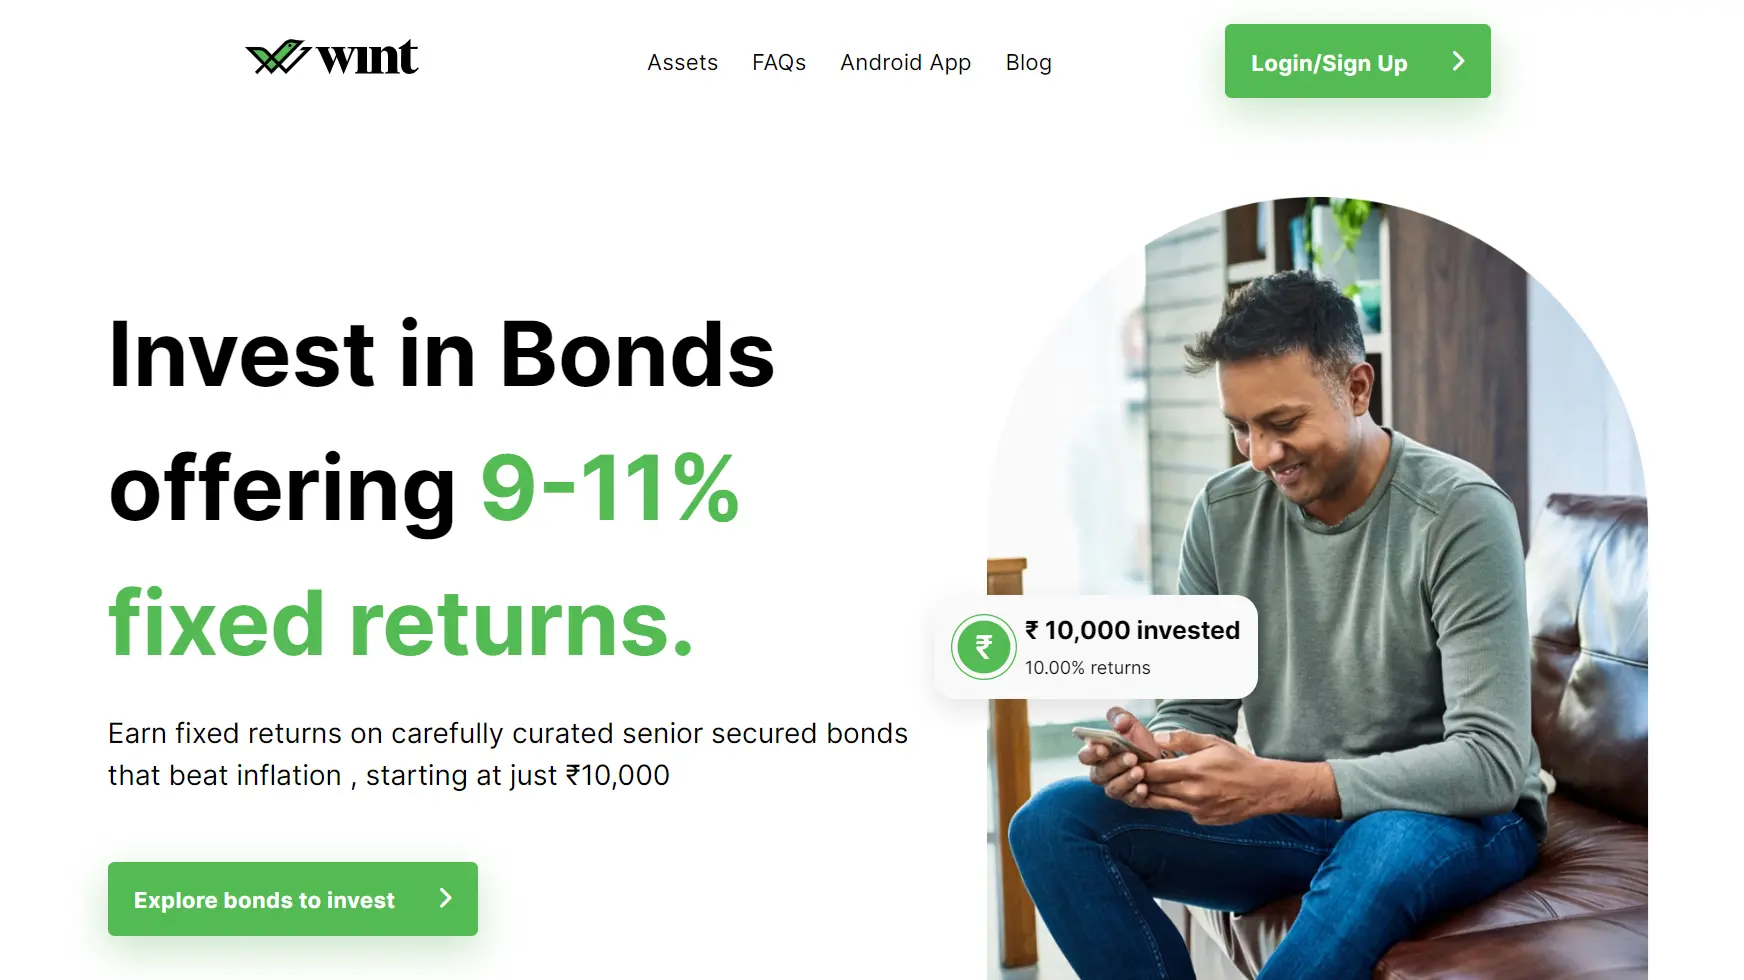 wint
Assets FAQs Android App Blog
Login/Sign Up
Invest in Bonds
offering 9-11%
fixed returns.
₹
₹ 10,000 invested
10.00% returns
Earn fixed returns on carefully curated senior secured bonds
that beat inflation , starting at just ₹10,000
Explore bonds to invest